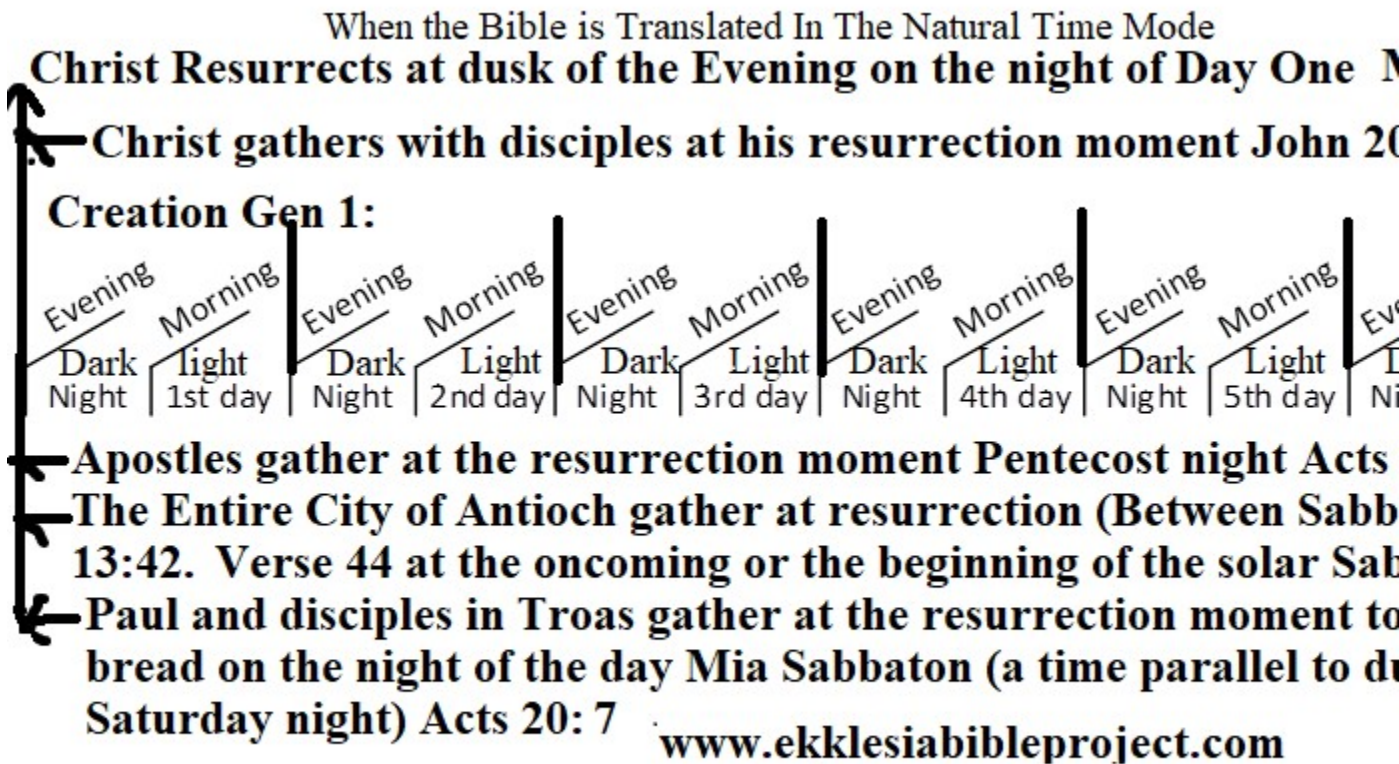 When the Bible is Translated In The Natural Time Mode
Christ Resurrects at dusk of the Evening on the night of Day One
Christ gathers with disciples at his resurrection moment John 20
Creation Gen 1:
Evening Morning Evening Morning Evening Morning Evening Morning Evening Morning
Dark light Dark Light Dark Light Dark Light Dark Light
Night 1st day Night 2nd day Night 3rd day Night 4th day Night 5th day
Apostles gather at the resurrection moment Pentecost night Acts
The Entire City of Antioch gather at resurrection (Between Sabb
13:42. Verse 44 at the oncoming or the beginning of the solar Sab
Paul and disciples in Troas gather at the resurrection moment to
bread on the night of the day Mia Sabbaton (a time parallel to du
Saturday night) Acts 20: 7
www.ekklesiabibleproject.com